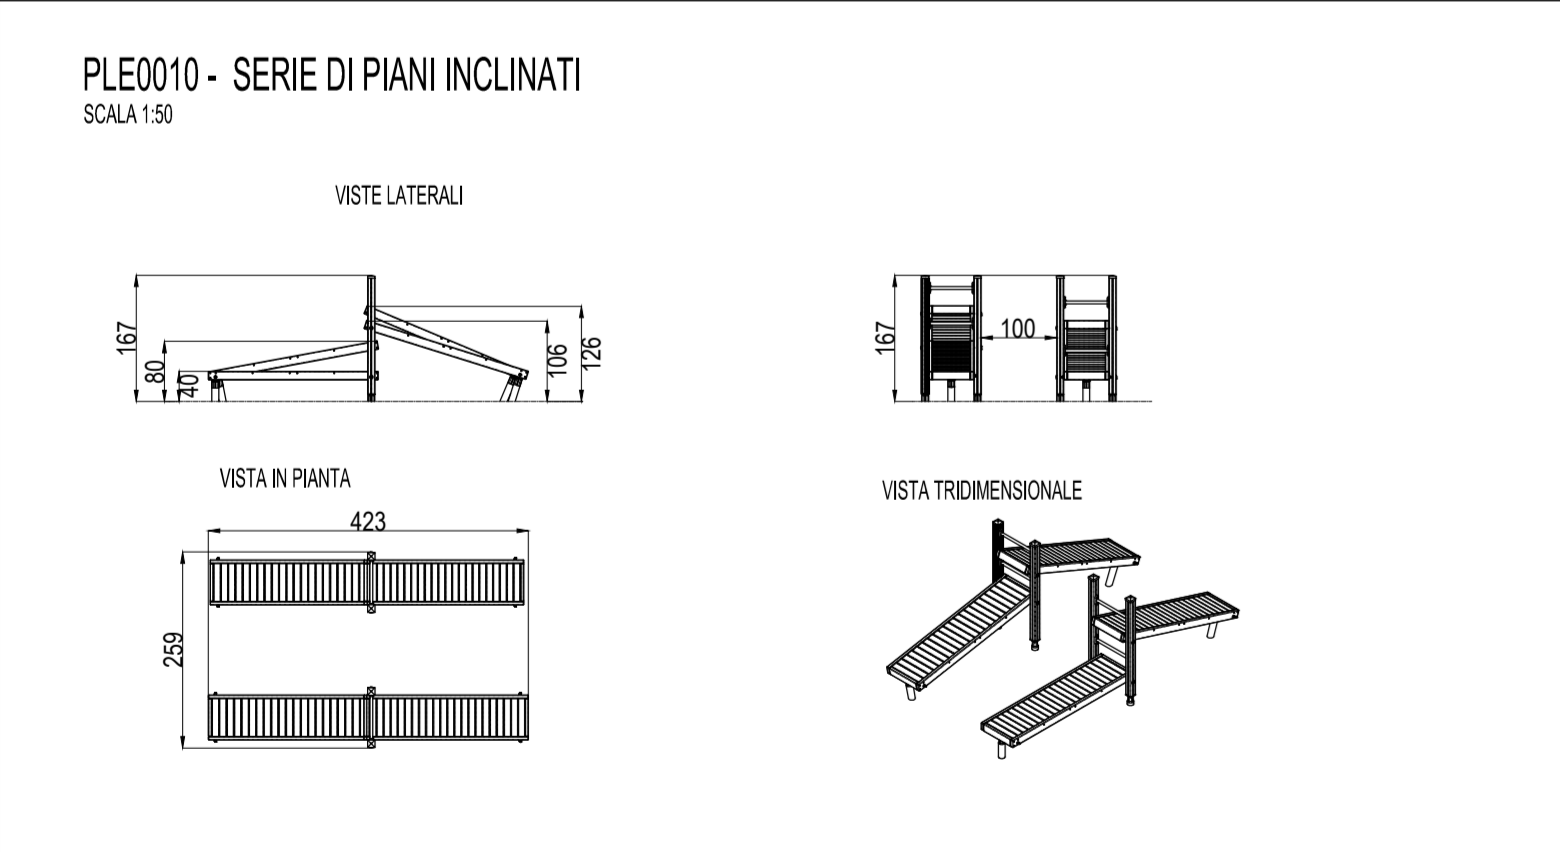 PLE0010 - SERIE DI PIANI INCLINATI
SCALA 1:50
VISTE LATERALI
167
80
40
106
126
167
100
VISTA IN PIANTA
423
259
VISTA TRIDIMENSIONALE